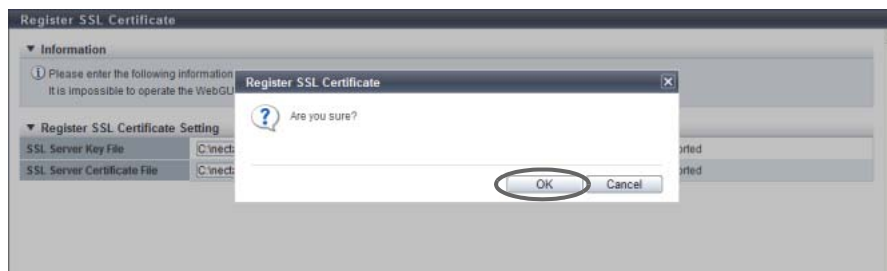 Register SSL Certificate
▼ Information
Please enter the following information
It is impossible to operate the WebGU
Register SSL Certificate
Are you sure?
OK Cancel
▼ Register SSL Certificate Setting
SSL Server Key File C:\nect orted
SSL Server Certificate File C:\nect orted